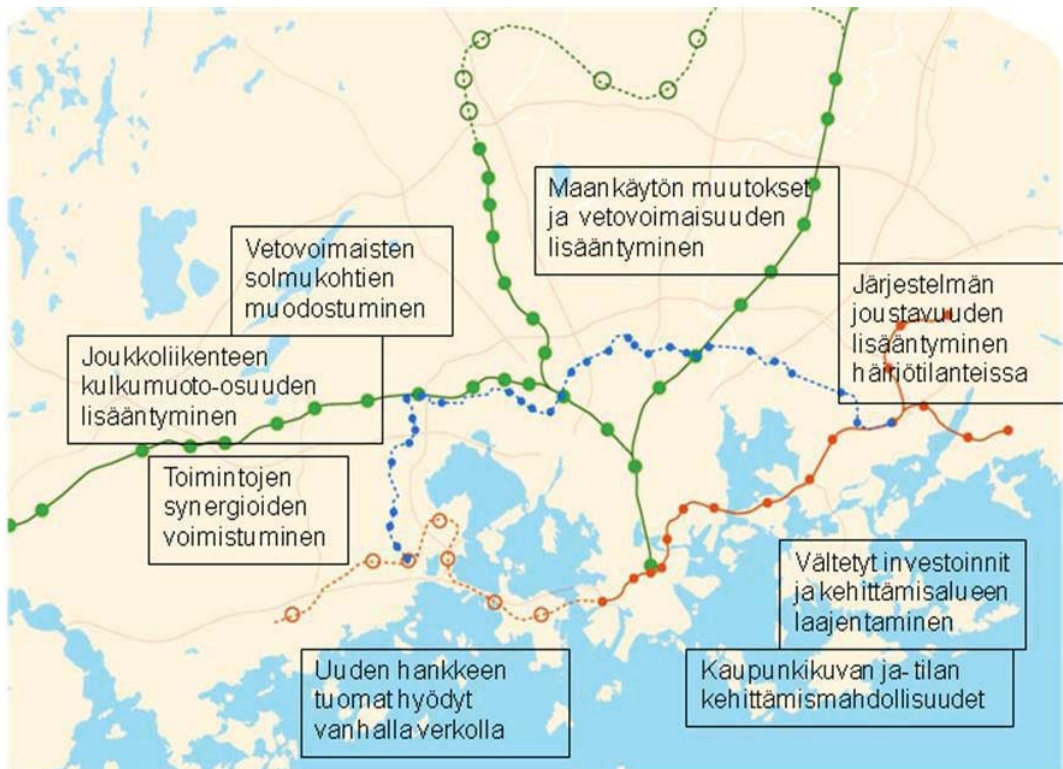 Maankäytön muutokset
ja vetovoimaisuuden
lisääntyminen
Vetovoimaisten
solmukohtien
muodostuminen
Järjestelmän
joustavuuden
lisääntyminen
häiriötilanteissa
Joukkoliikenteen
kulkumuoto-osuuden
lisääntyminen
Toimintojen
synergioiden
voimistuminen
Vältetyt investoinnit
ja kehittämisalueen
laajentaminen
Uuden hankkeen
tuomat hyödyt
vanhalla verkolla
Kaupunkikuvan ja- tilan
kehittämismahdollisuudet